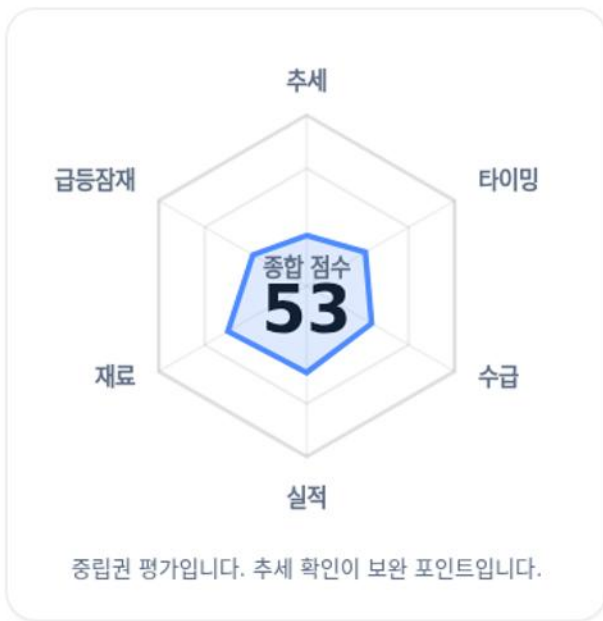 추세
급등잠재
타이밍
종합 점수
53
재료
수급
실적
중립권 평가입니다. 추세 확인이 보완 포인트입니다.